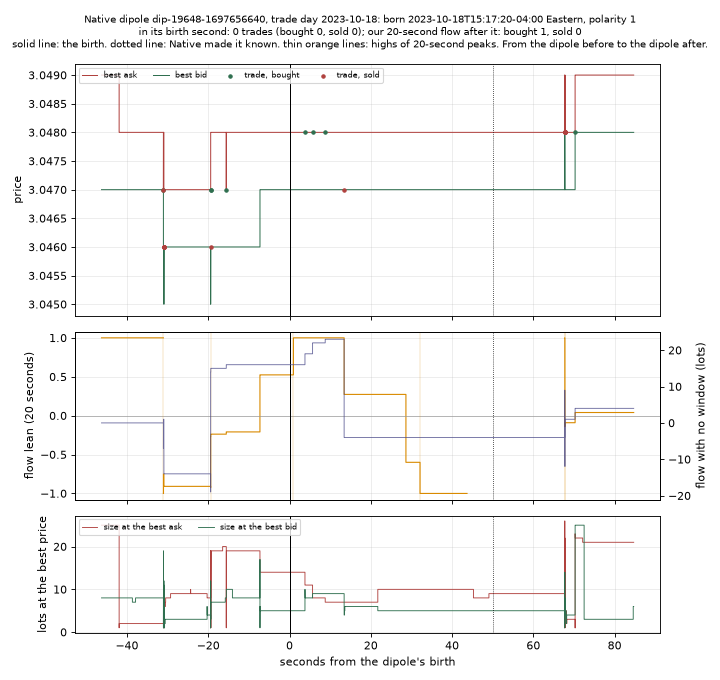 Native dipole dip-19648-1697656640, trade day 2023-10-18: born 2023-10-18T15:17:20-04:00 Eastern, polarity 1
in its birth second: 0 trades (bought 0, sold 0); our 20-second flow after it: bought 1, sold 0
solid line: the birth. dotted line: Native made it known. thin orange lines: highs of 20-second peaks. From the dipole before to the dipole after.
best ask
best bid
trade, bought
trade, sold
3.0490
3.0485
3.0480
3.0475
3.0470
3.0465
3.0460
3.0455
3.0450
price
1.0
0.5
0.0
−0.5
−1.0
flow lean (20 seconds)
20
10
0
−10
−20
flow with no window (lots)
size at the best ask
size at the best bid
20
10
0
lots at the best price
−40
−20
0
20
40
60
80
seconds from the dipole's birth